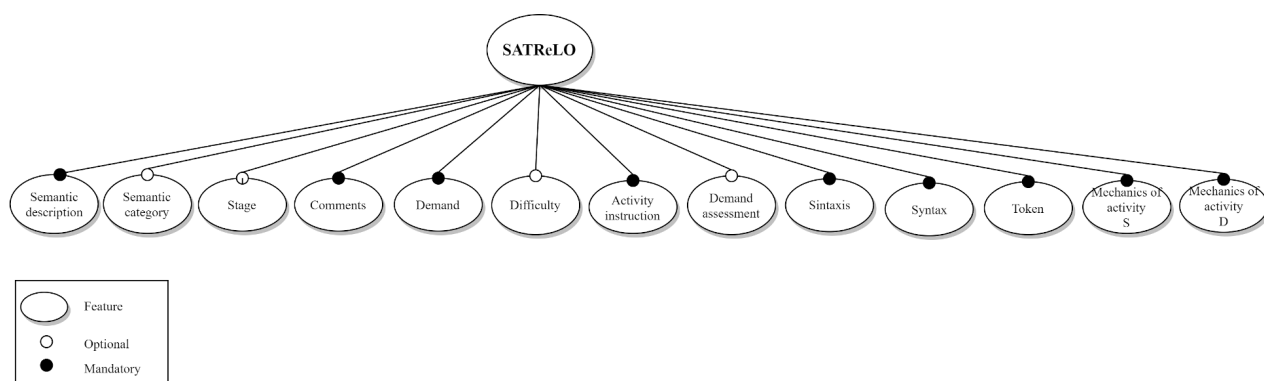 SATReLO
Semantic
description
Semantic
category
Stage
Comments
Demand
Difficulty
Activity
instruction
Demand
assessment
Sintaxis
Syntax
Token
Mechanics of
activity
S
Mechanics of
activity
D
Feature
Optional
Mandatory